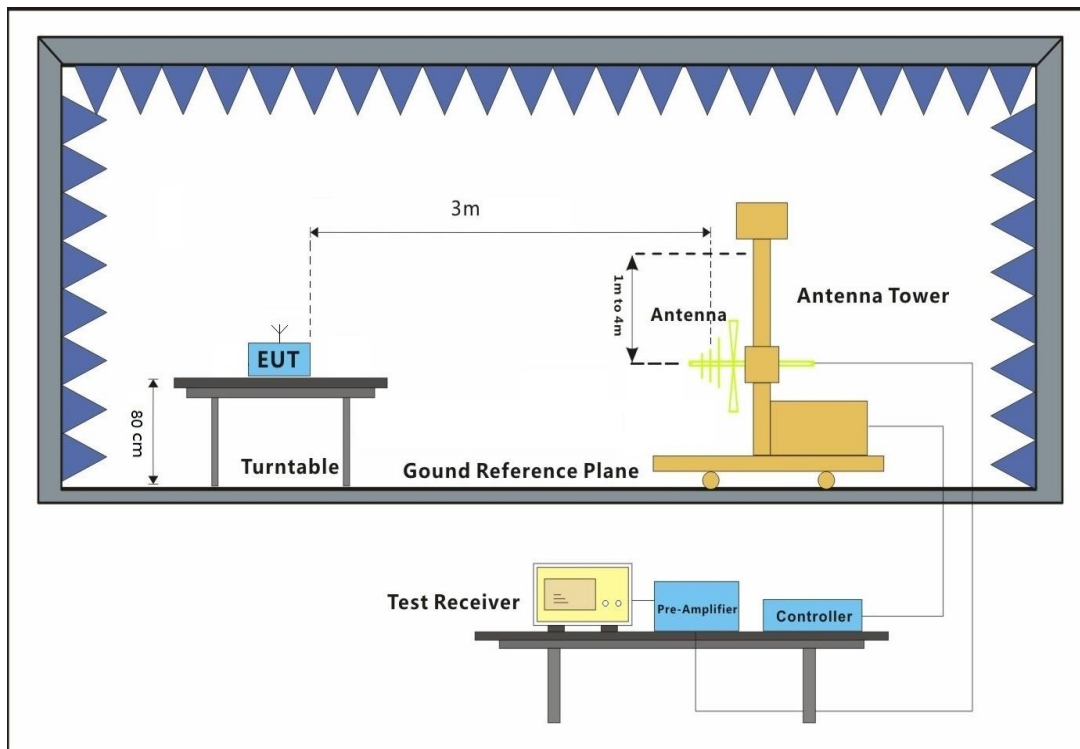 3m
1m to 4m
Antenna Tower
Antenna
EUT
80 cm
Turntable
Gound Reference Plane
Test Receiver
Pre-Amplifier
Controller